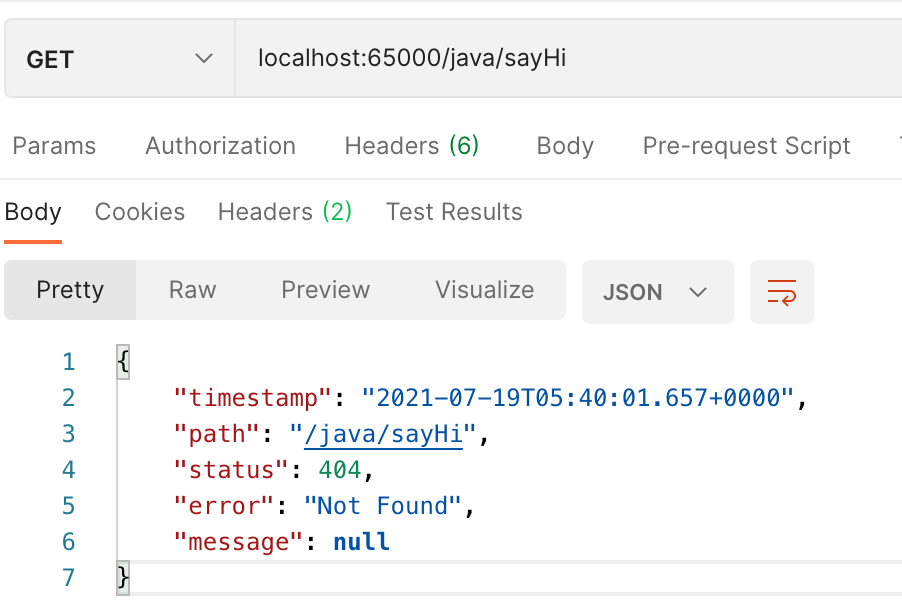 GET localhost:65000/java/sayHi
Params Authorization Headers (6) Body Pre-request Script
Body Cookies Headers (2) Test Results
Pretty Raw Preview Visualize JSON
1 {
2 "timestamp": "2021-07-19T05:40:01.657+0000",
3 "path": "/java/sayHi",
4 "status": 404,
5 "error": "Not Found",
6 "message": null
7 }